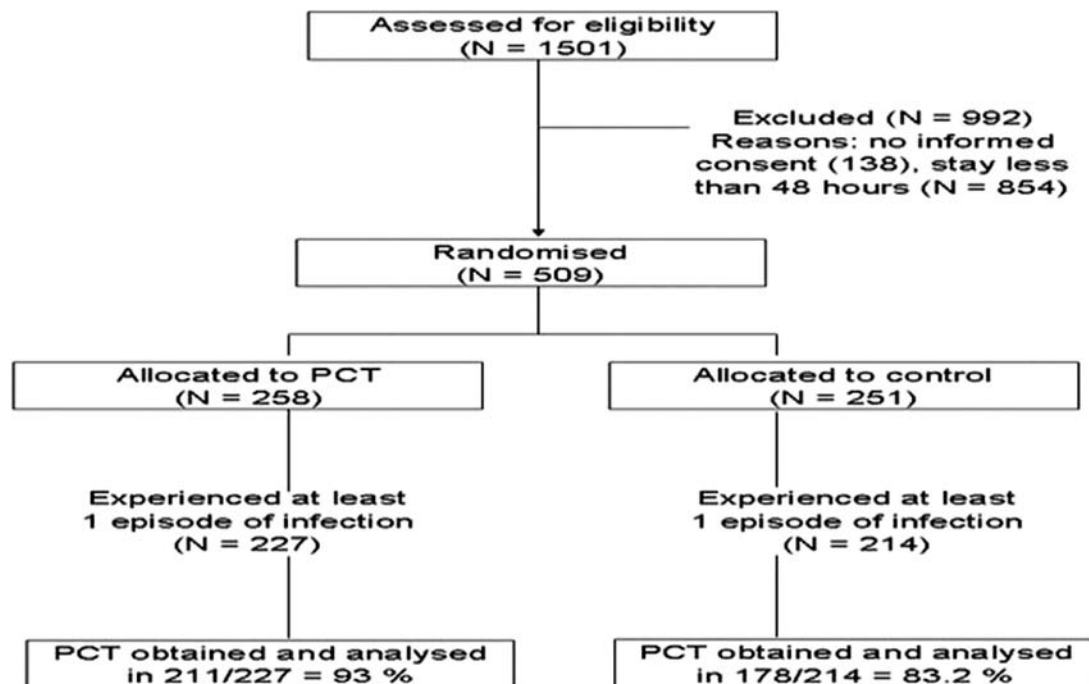 Assessed for eligibility
(N = 1501)
Excluded (N = 992)
Reasons: no informed
consent (138), stay less
than 48 hours (N = 854)
Randomised
(N = 509)
Allocated to PCT
(N = 258)
Allocated to control
(N = 251)
Experienced at least
1 episode of infection
(N = 227)
Experienced at least
1 episode of infection
(N = 214)
PCT obtained and analysed
in 211/227 = 93 %
PCT obtained and analysed
in 178/214 = 83.2 %